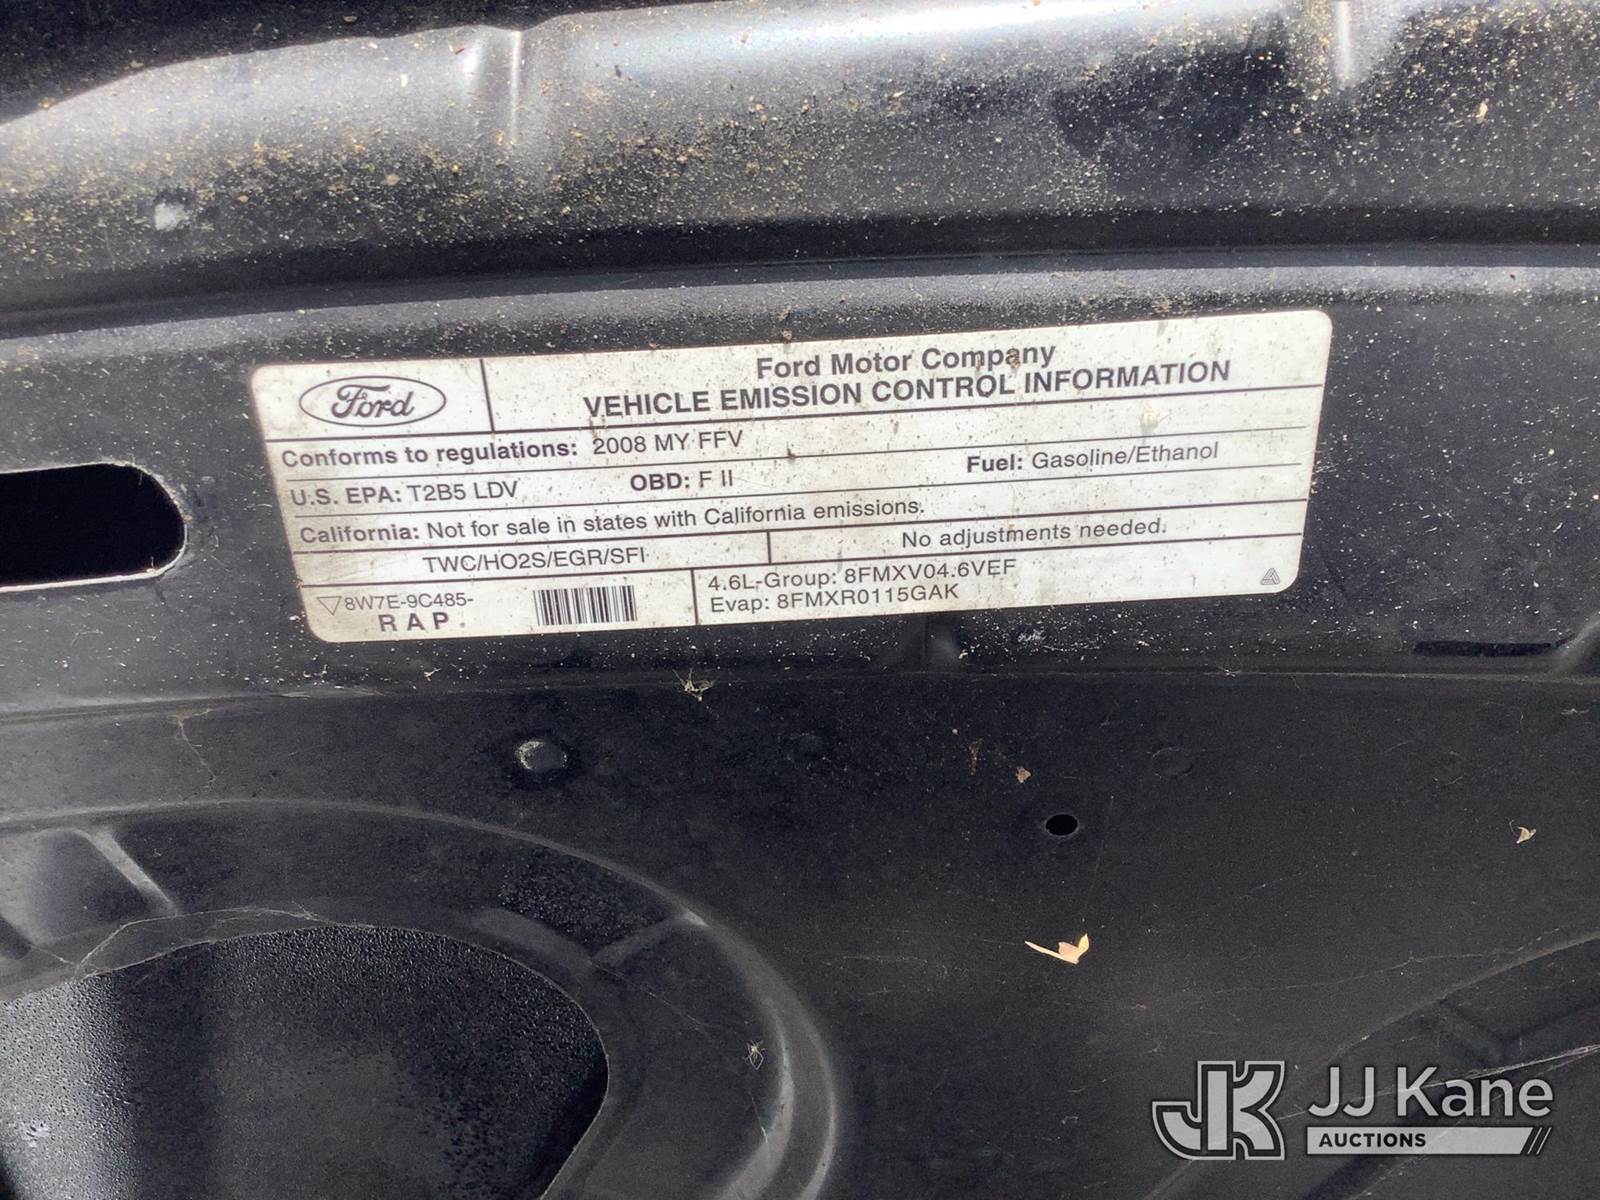 Ford
Ford Motor Company
VEHICLE EMISSION CONTROL INFORMATION
Conforms to regulations: 2008 MY FFV
U.S. EPA: T2B5 LDV OBD: F II Fuel: Gasoline/Ethanol
California: Not for sale in states with California emissions.
TWC/HO2S/EGR/SFI No adjustments needed.
8W7E-9C485-
RAP
4.6L-Group: 8FMXV04.6VEF
Evap: 8FMXR0115GAK
JK
JJ Kane
AUCTIONS